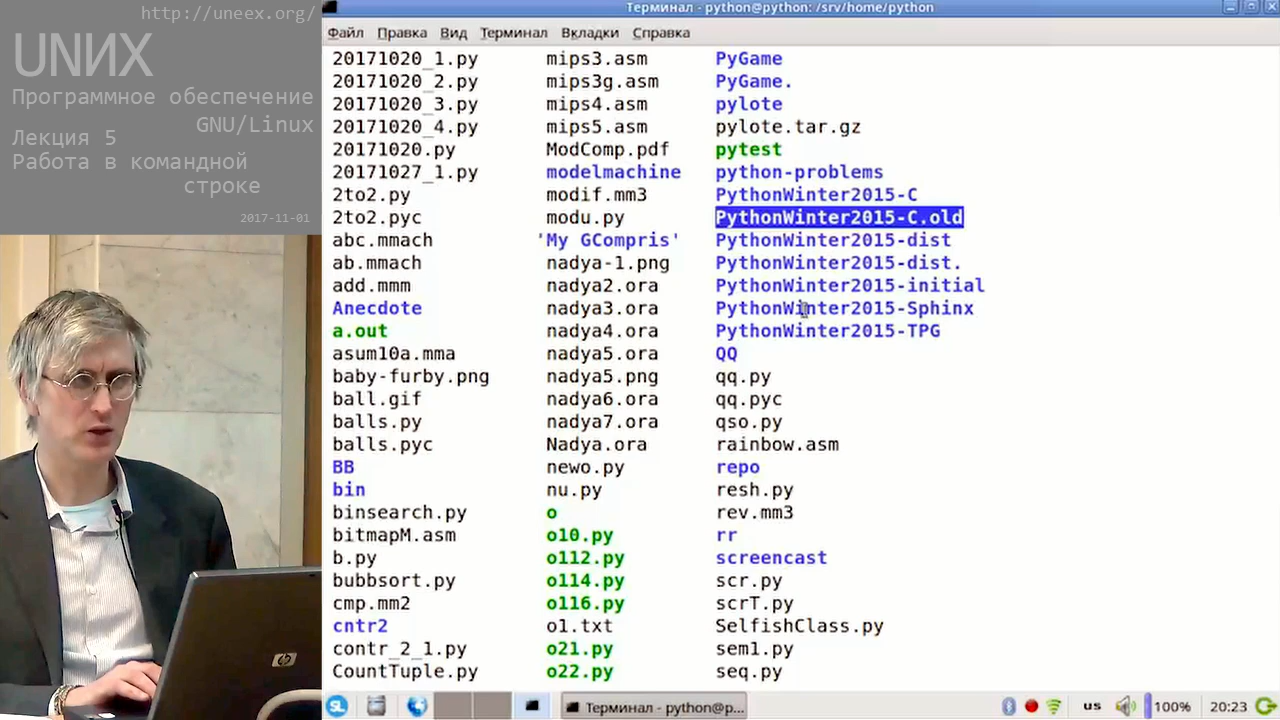 http://uneex.org/
UNИX
Программное обеспечение
GNU/Linux
Лекция 5
Работа в командной
строке
2017-11-01
Терминал - python@python: /srv/home/python
Файл Правка Вид Терминал Вкладки Справка
20171020_1.py mips3.asm PyGame
20171020_2.py mips3g.asm PyGame.
20171020_3.py mips4.asm pylote
20171020_4.py mips5.asm pylote.tar.gz
20171020.py ModComp.pdf pytest
20171027_1.py modelmachine python-problems
2to2.py modif.mm3 PythonWinter2015-C
2to2.pyc modu.py PythonWinter2015-C.old
abc.mmach 'My GCompris' PythonWinter2015-dist
ab.mmach nadya-1.png PythonWinter2015-dist.
add.mmm nadya2.ora PythonWinter2015-initial
Anecdote nadya3.ora PythonWinter2015-Sphinx
a.out nadya4.ora PythonWinter2015-TPG
asum10a.mma nadya5.ora QQ
baby-furby.png nadya5.png qq.py
ball.gif nadya6.ora qq.pyc
balls.py nadya7.ora qso.py
balls.pyc Nadya.ora rainbow.asm
BB newo.py repo
bin nu.py resh.py
binsearch.py o rev.mm3
bitmapM.asm o10.py rr
b.py o112.py screencast
bubbsort.py o114.py scr.py
cmp.mm2 o116.py scrT.py
cntr2 o1.txt SelfishClass.py
contr_2_1.py o21.py sem1.py
CountTuple.py o22.py seq.py
hp
SL Терминал - python@p... us 100% 20:23